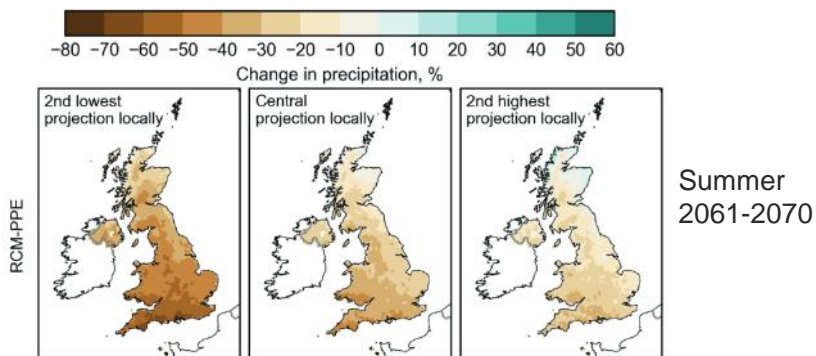 −80 −70 −60 −50 −40 −30 −20 −10 0 10 20 30 40 50 60
Change in precipitation, %
2nd lowest
projection locally
Central
projection locally
2nd highest
projection locally
RCM-PPE
Summer
2061-2070